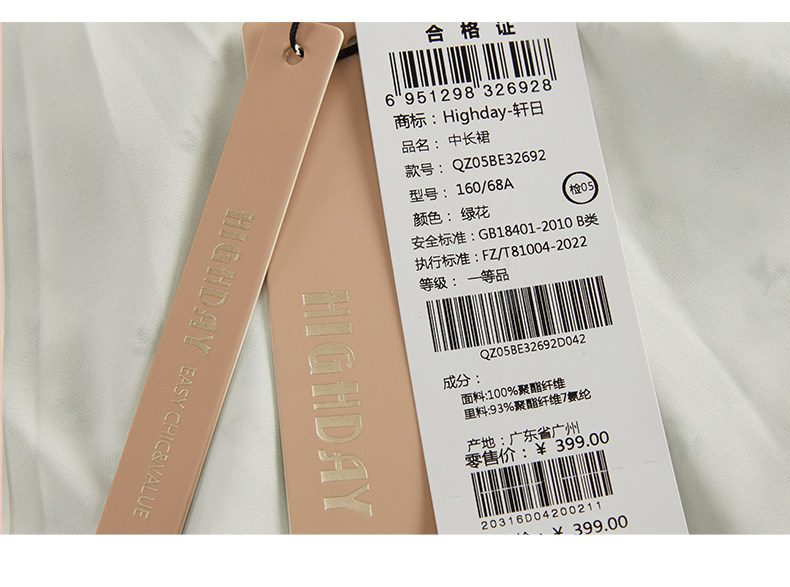 HIGHDAY EASY CHIC&VALUE
HIGHDAY
合格证
6 951298 326928
商标：Highday-轩日
品名： 中长裙
款号： QZ05BE32692
型号： 160/68A
检05
颜色： 绿花
安全标准：GB18401-2010 B类
执行标准：FZ/T81004-2022
等级： 一等品
QZ05BE32692D042
成分：
面料:100%聚酯纤维
里料:93%聚酯纤维7氨纶
产地：广东省广州
零售价：¥ 399.00
20316D04200211
¥ 399.00